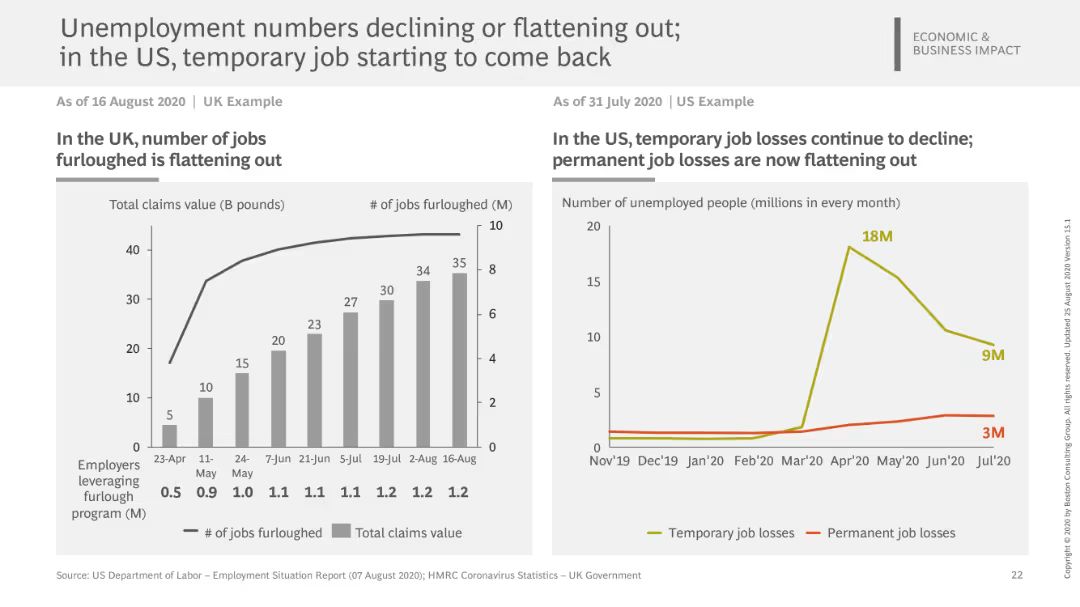 Unemployment numbers declining or flattening out;
in the US, temporary job starting to come back
ECONOMIC &
BUSINESS IMPACT
As of 16 August 2020 | UK Example
In the UK, number of jobs
furloughed is flattening out
Total claims value (B pounds)
# of jobs furloughed (M)
40
30
20
10
0
10
8
6
4
2
0
5
10
15
20
23
27
30
34
35
23-Apr
11-
May
24-
May
7-Jun
21-Jun
5-Jul
19-Jul
2-Aug
16-Aug
Employers
leveraging
furlough
program (M)
0.5
0.9
1.0
1.1
1.1
1.1
1.2
1.2
1.2
# of jobs furloughed
Total claims value
As of 31 July 2020 | US Example
In the US, temporary job losses continue to decline;
permanent job losses are now flattening out
Number of unemployed people (millions in every month)
20
15
10
5
0
18M
9M
3M
Nov'19
Dec'19
Jan'20
Feb'20
Mar'20
Apr'20
May'20
Jun'20
Jul'20
Temporary job losses
Permanent job losses
Source: US Department of Labor – Employment Situation Report (07 August 2020); HMRC Coronavirus Statistics – UK Government
22
Copyright © 2020 by Boston Consulting Group. All rights reserved. Updated 25 August 2020 Version 15.1